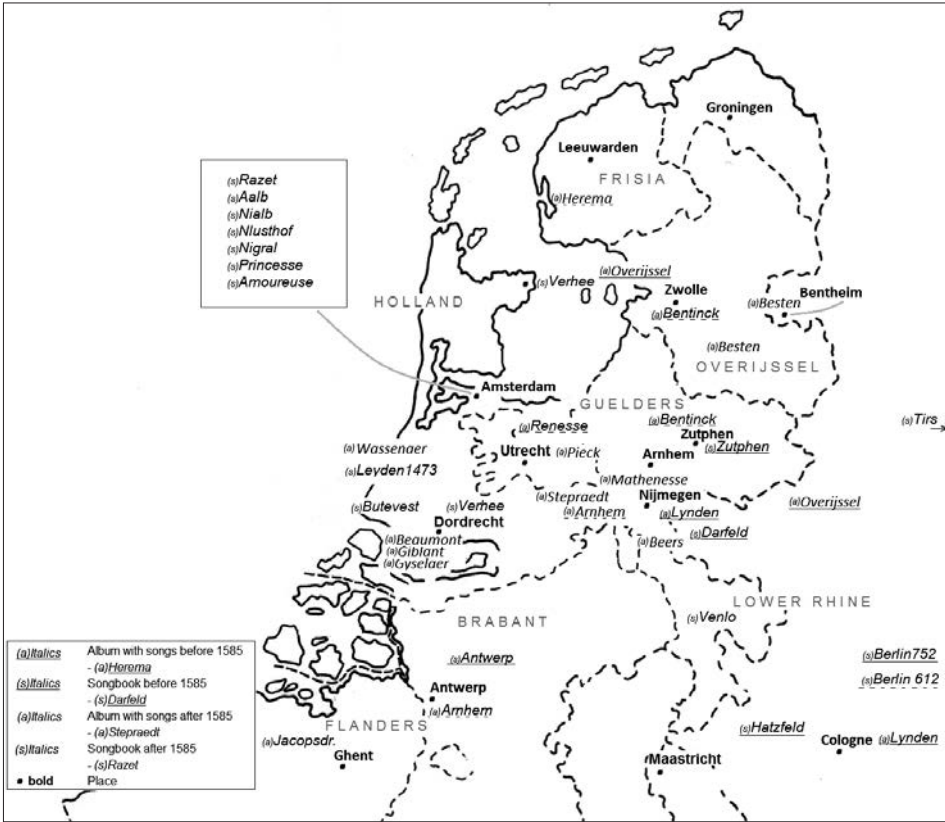 Groningen
Leeuwarden
FRISIA
(a)Herema
(s)Razet
(a)Aalb
(s)Nialb
(s)Nlusthof
(s)Nigral
(a)Princesse
(s)Amoureuse
HOLLAND
(s)Verhee
(a)Overijssel
Zwolle
(a)Bentinck
Bentheim
(a)Besten
(a)Besten
OVERIJSSEL
Amsterdam
GUELDERS
(a)Renesse
(a)Bentinck
Zutphen
(s)Zutphen
(s)Tirs
(a)Wassenaer
Utrecht
(a)Pieck
Arnhem
(s)Leyden1473
(a)Mathenesse
(s)Butevest
(s)Verhee
(a)Stepraedt
Nijmegen
(a)Overijssel
(a)Arnhem
(a)Lynden
Dordrecht
(s)Darfeld
(a)Beaumont
(a)Giblant
(a)Gyselaer
(a)Beers
LOWER RHINE
BRABANT
(s)Venlo
(s)Antwerp
(s)Berlin752
(s)Berlin 612
Antwerp
(a)Arnhem
FLANDERS
(s)Hatzfeld
(a)Jacopsdr.
Cologne
(a)Lynden
Ghent
Maastricht
(a)Italics Album with songs before 1585
- (a)Herema
(s)Italics Songbook before 1585
- (s)Darfeld
(a)Italics Album with songs after 1585
- (a)Stepraedt
(s)Italics Songbook after 1585
- (s)Razet
• bold Place